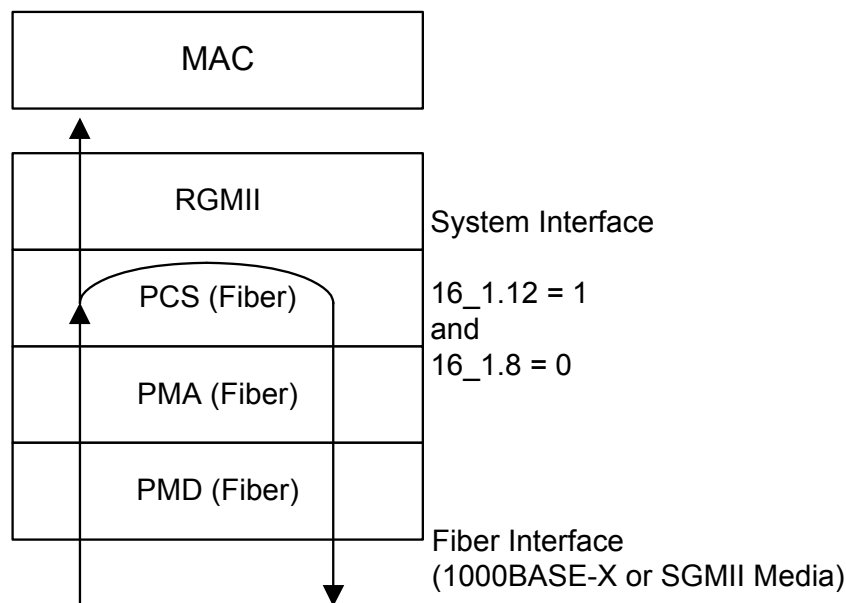 MAC
RGMII
System Interface
PCS (Fiber)
16_1.12 = 1
and
16_1.8 = 0
PMA (Fiber)
PMD (Fiber)
Fiber Interface
(1000BASE-X or SGMII Media)